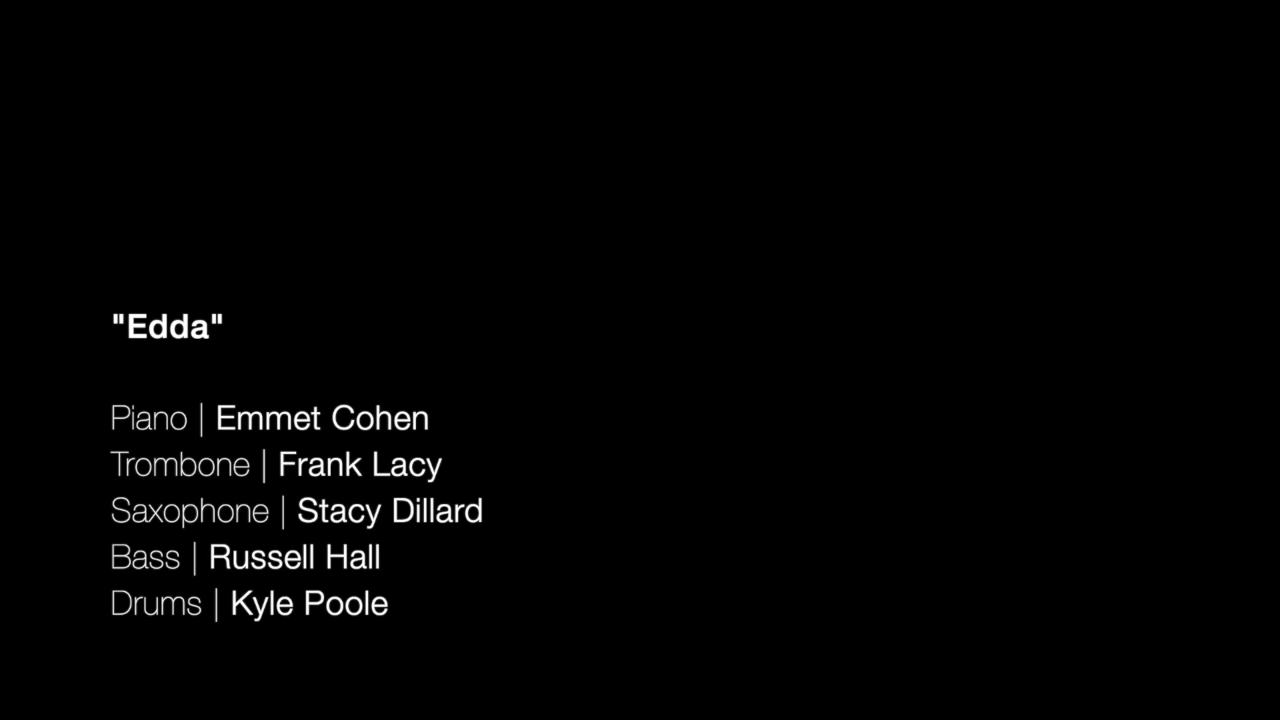 "Edda"
Piano | Emmet Cohen
Trombone | Frank Lacy
Saxophone | Stacy Dillard
Bass | Russell Hall
Drums | Kyle Poole